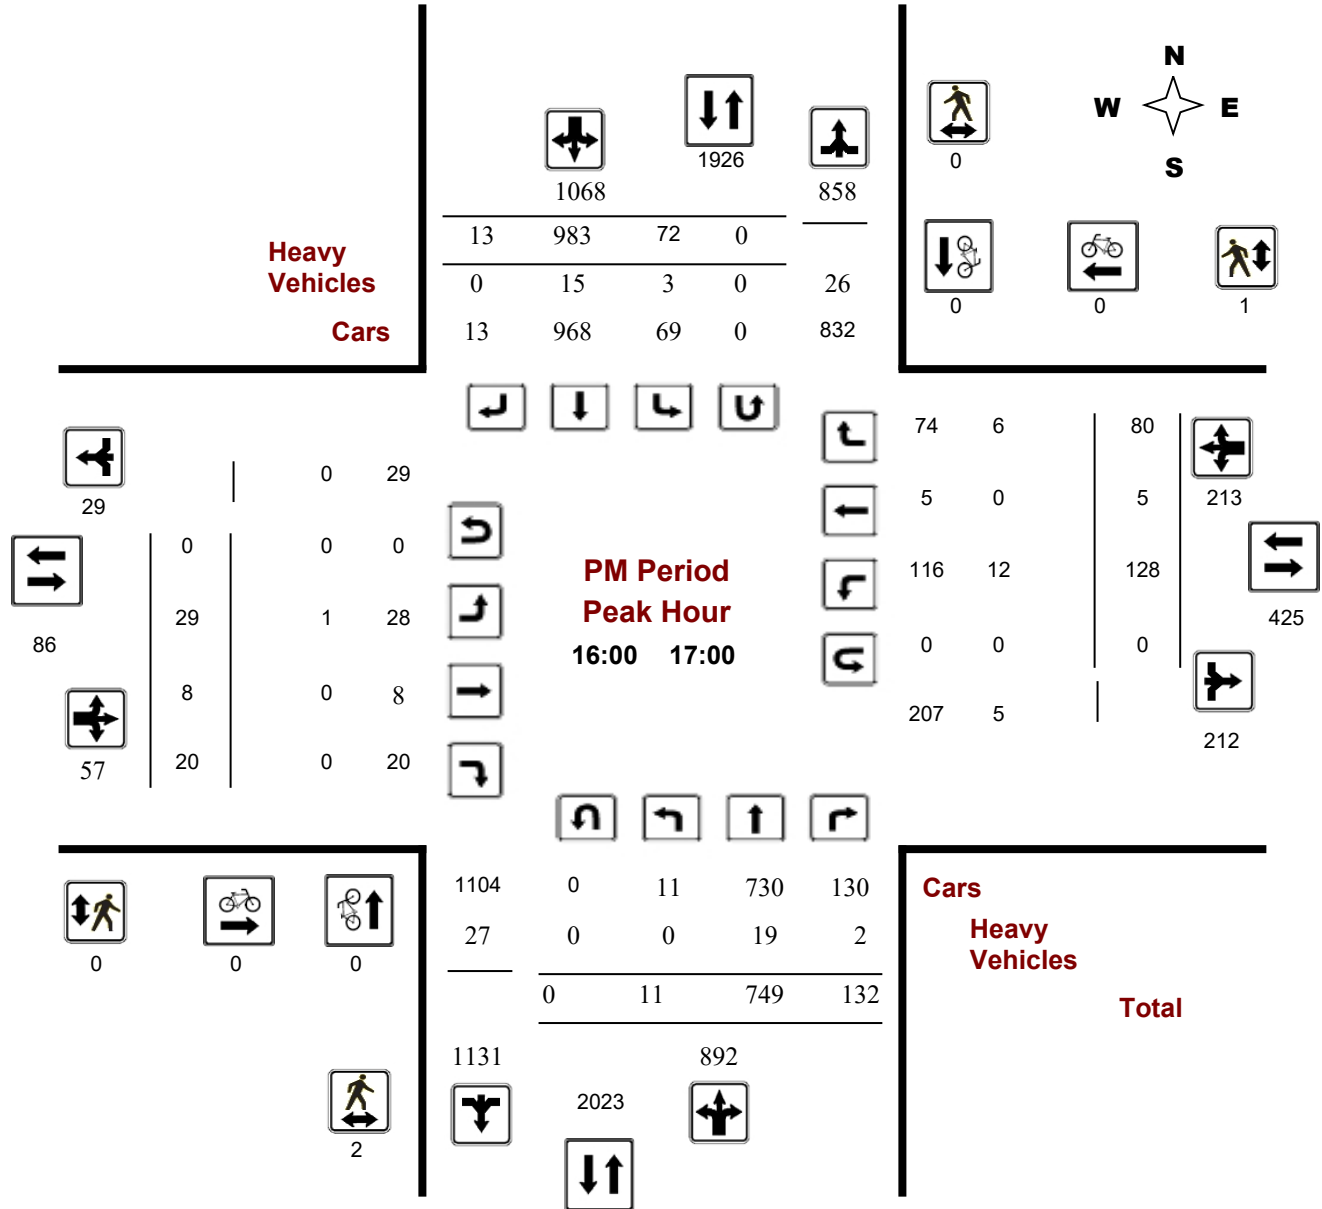 N
W E
S
1926
0
1068 858
13 983 72 0
Heavy
Vehicles 0 15 3 0 26
0 0 1
Cars 13 968 69 0 832
74 6 80
0 29
29
5 0 5 213
0 0 0
PM Period
116 12 128
Peak Hour
29 1 28
425
86
16:00 17:00
0 0 0
8 0 8
207 5
212
57 20 0 20
1104 0 11 730 130 Cars
27 0 0 19 2 Heavy
Vehicles
0 0 0
0 11 749 132
Total
1131 892
2023
2